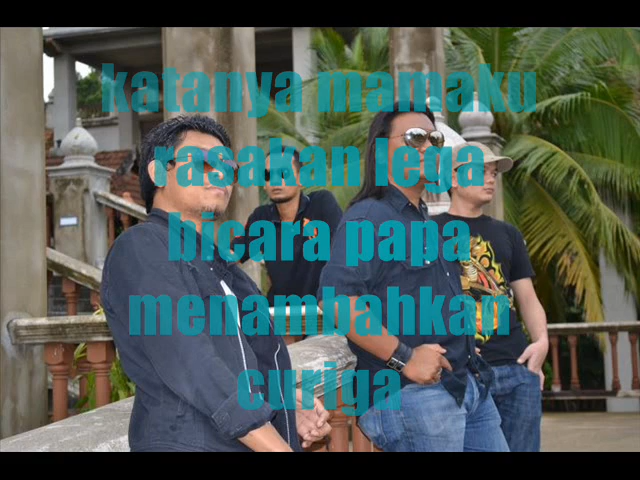 katanya mamaku
rasakan lega
bicara papa
menambahkan
curiga